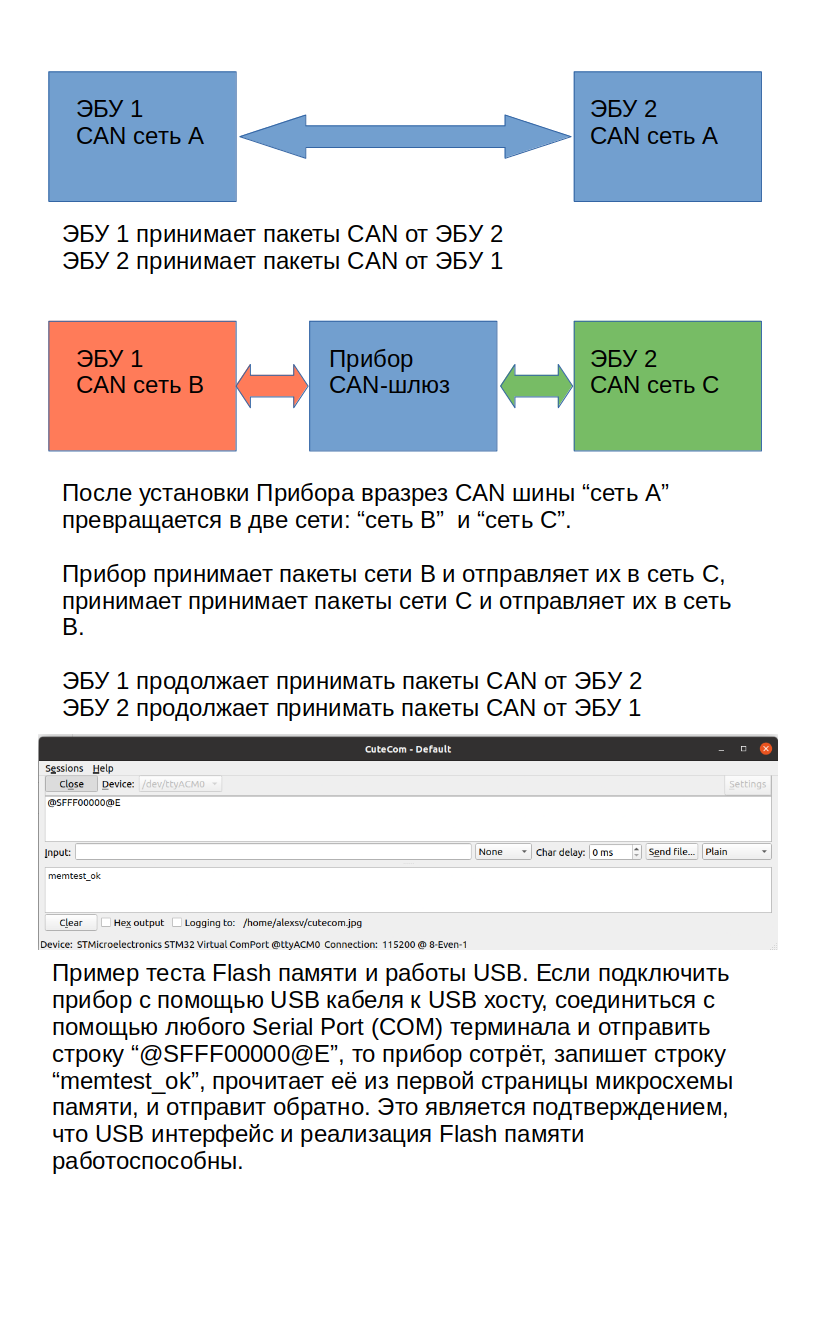 ЭБУ 1
CAN сеть A
ЭБУ 2
CAN сеть A
ЭБУ 1 принимает пакеты CAN от ЭБУ 2
ЭБУ 2 принимает пакеты CAN от ЭБУ 1
ЭБУ 1
CAN сеть B
Прибор
CAN-шлюз
ЭБУ 2
CAN сеть C
После установки Прибора вразрез CAN шины “сеть A”
превращается в две сети: “сеть B” и “сеть C”.
Прибор принимает пакеты сети B и отправляет их в сеть C,
принимает принимает пакеты сети C и отправляет их в сеть
B.
ЭБУ 1 продолжает принимать пакеты CAN от ЭБУ 2
ЭБУ 2 продолжает принимать пакеты CAN от ЭБУ 1
CuteCom - Default
Sessions Help
Close Device: /dev/ttyACM0 Settings
@SFFF00000@E
Input: None Char delay: 0 ms Send file... Plain
memtest_ok
Clear Hex output Logging to: /home/alexsv/cutecom.jpg
Device: STMicroelectronics STM32 Virtual ComPort @ttyACM0 Connection: 115200 @ 8-Even-1
Пример теста Flash памяти и работы USB. Если подключить
прибор с помощью USB кабеля к USB хосту, соединиться с
помощью любого Serial Port (COM) терминала и отправить
строку “@SFFF00000@E”, то прибор сотрёт, запишет строку
“memtest_ok”, прочитает её из первой страницы микросхемы
памяти, и отправит обратно. Это является подтверждением,
что USB интерфейс и реализация Flash памяти
работоспособны.